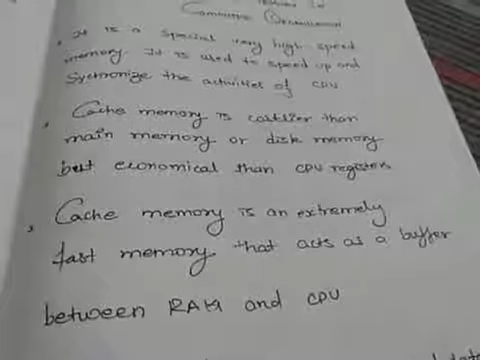 Computer Organization
It is a special very high speed
memory. It is used to speed up and
Synchronize the activities of CPU
Cache memory is costlier than
main memory or disk memory
but economical than CPU registers
Cache memory is an extremely
fast memory that acts as a buffer
between RAM and CPU